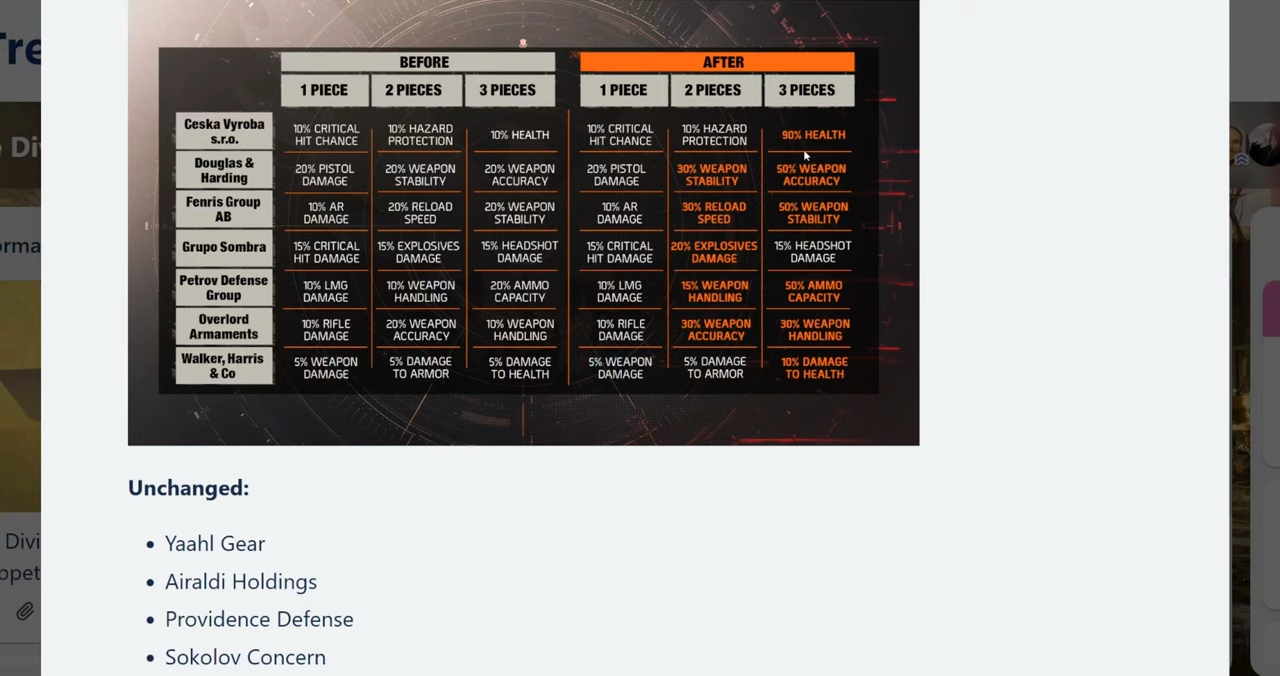 Tre
BEFORE
AFTER
1 PIECE
2 PIECES
3 PIECES
1 PIECE
2 PIECES
3 PIECES
Ceska Vyroba
s.r.o.
10% CRITICAL
HIT CHANCE
10% HAZARD
PROTECTION
10% HEALTH
10% CRITICAL
HIT CHANCE
10% HAZARD
PROTECTION
90% HEALTH
Douglas &
Harding
20% PISTOL
DAMAGE
20% WEAPON
STABILITY
20% WEAPON
ACCURACY
20% PISTOL
DAMAGE
30% WEAPON
STABILITY
50% WEAPON
ACCURACY
Fenris Group
AB
10% AR
DAMAGE
20% RELOAD
SPEED
20% WEAPON
STABILITY
10% AR
DAMAGE
30% RELOAD
SPEED
50% WEAPON
STABILITY
Grupo Sombra
15% CRITICAL
HIT DAMAGE
15% EXPLOSIVES
DAMAGE
15% HEADSHOT
DAMAGE
15% CRITICAL
HIT DAMAGE
20% EXPLOSIVES
DAMAGE
15% HEADSHOT
DAMAGE
Petrov Defense
Group
10% LMG
DAMAGE
10% WEAPON
HANDLING
20% AMMO
CAPACITY
10% LMG
DAMAGE
15% WEAPON
HANDLING
50% AMMO
CAPACITY
Overlord
Armaments
10% RIFLE
DAMAGE
20% WEAPON
ACCURACY
10% WEAPON
HANDLING
10% RIFLE
DAMAGE
30% WEAPON
ACCURACY
30% WEAPON
HANDLING
Walker, Harris
& Co
5% WEAPON
DAMAGE
5% DAMAGE
TO ARMOR
5% DAMAGE
TO HEALTH
5% WEAPON
DAMAGE
5% DAMAGE
TO ARMOR
10% DAMAGE
TO HEALTH
Unchanged:
• Yaahl Gear
• Airaldi Holdings
• Providence Defense
• Sokolov Concern
e Di
orma
Divi
ppet